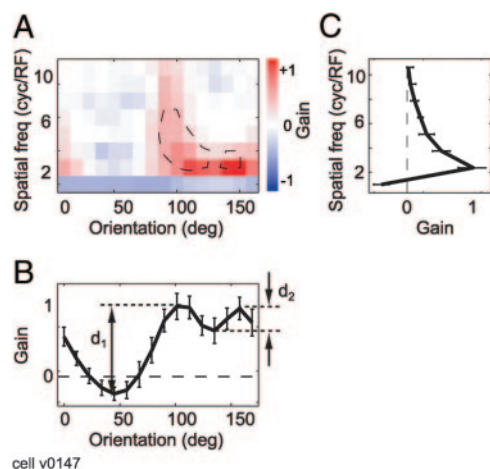 A
Spatial freq (cyc/RF)
10
6
2
0 50 100 150
Orientation (deg)
+1
0
-1
Gain
C
Spatial freq (cyc/RF)
10
6
2
0 1
Gain
B
Gain
1
0
d1
d2
0 50 100 150
Orientation (deg)
cell v0147